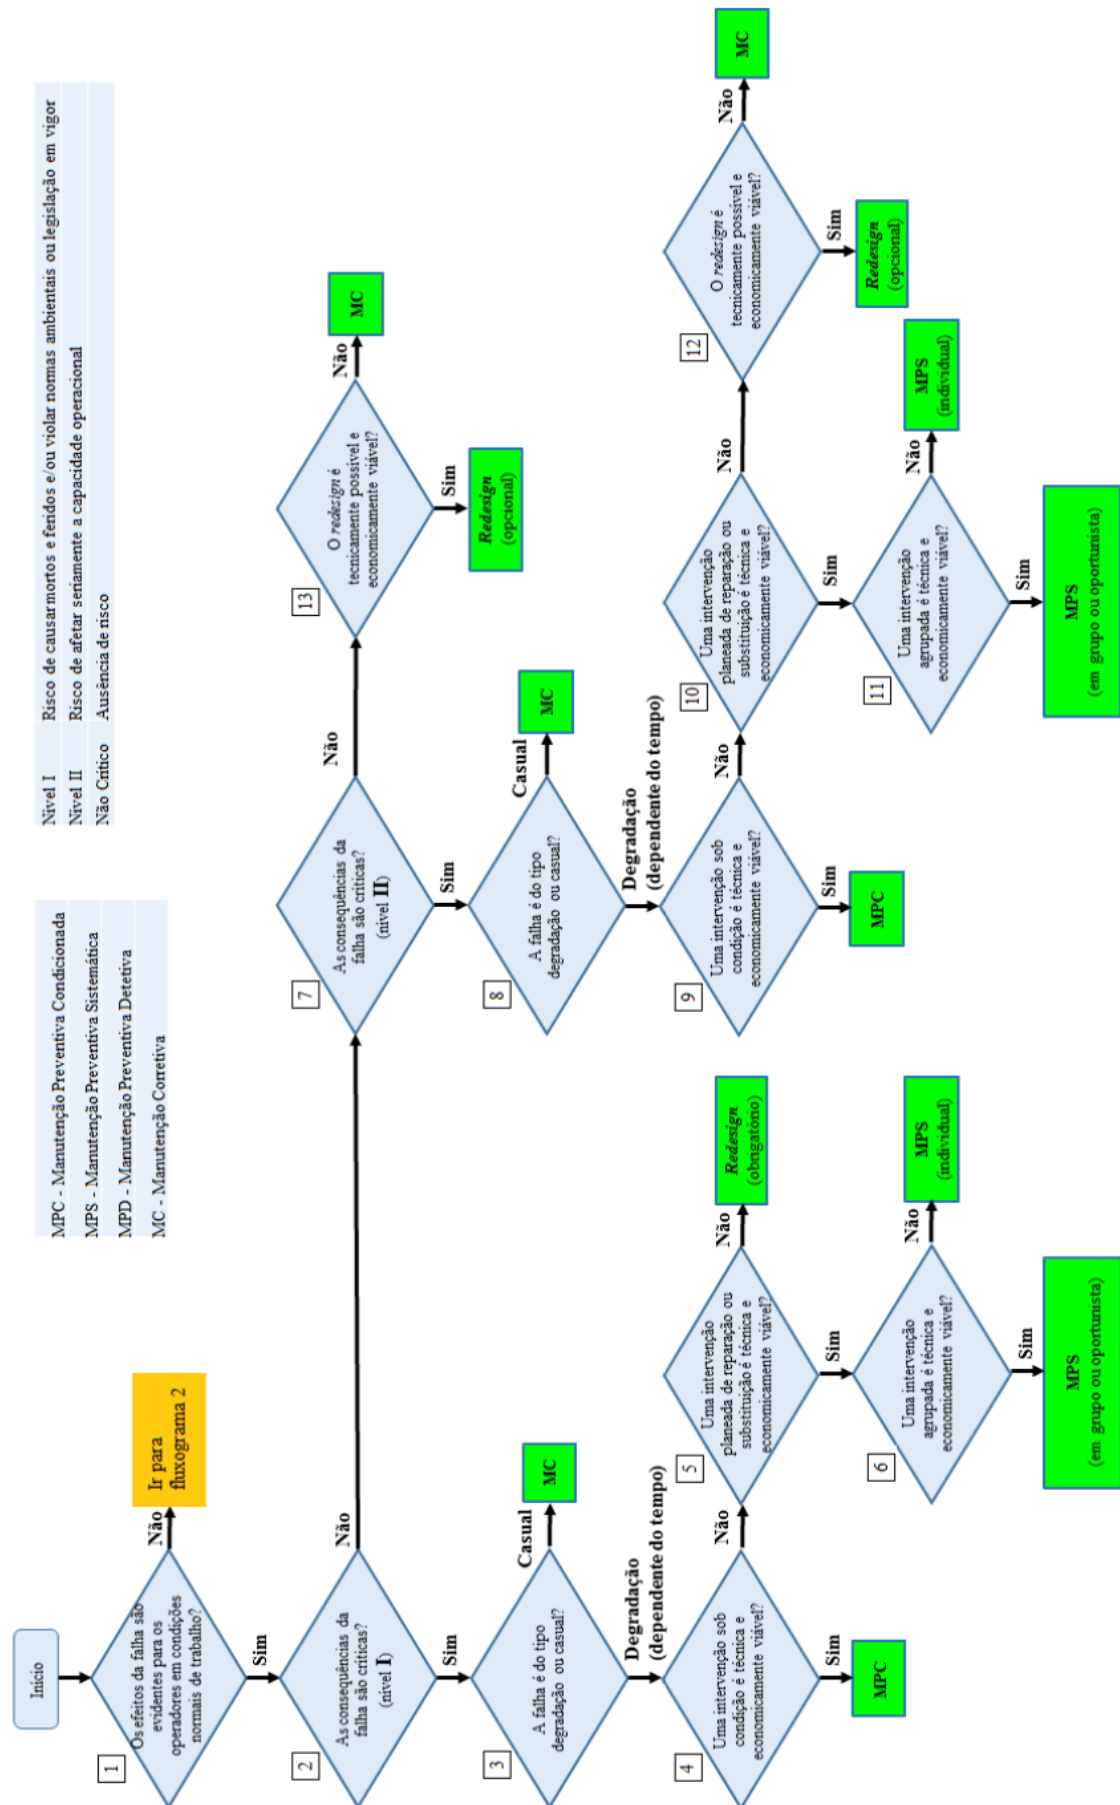 Início
1
Os efeitos da falha são
evidentes para os
operadores em condições
normais de trabalho?
Não
Ir para
fluxograma 2
Sim
MPC - Manutenção Preventiva Condicionada
MPS - Manutenção Preventiva Sistemática
MPD - Manutenção Preventiva Detetiva
MC - Manutenção Corretiva
Nível I Risco de causar mortos e feridos e/ou violar normas ambientais ou legislação em vigor
Nível II Risco de afetar seriamente a capacidade operacional
Não Crítico Ausência de risco
2
As consequências da
falha são críticas?
(nível I)
Não
Sim
7
As consequências da
falha são críticas?
(nível II)
Não
Sim
13
O redesign é
tecnicamente possível e
economicamente viável?
Não
MC
Sim
Redesign
(opcional)
3
A falha é do tipo
degradação ou casual?
Casual
MC
Degradação
(dependente do tempo)
8
A falha é do tipo
degradação ou casual?
Casual
MC
Degradação
(dependente do tempo)
4
Uma intervenção sob
condição é técnica e
economicamente viável?
Não
Sim
MPC
5
Uma intervenção
planeada de reparação ou
substituição é técnica e
economicamente viável?
Não
Redesign
(obrigatório)
Sim
6
Uma intervenção
agrupada é técnica e
economicamente viável?
Não
MPS
(individual)
Sim
MPS
(em grupo ou oportunista)
9
Uma intervenção sob
condição é técnica e
economicamente viável?
Não
Sim
MPC
10
Uma intervenção
planeada de reparação ou
substituição é técnica e
economicamente viável?
Não
Sim
12
O redesign é
tecnicamente possível e
economicamente viável?
Não
MC
Sim
Redesign
(opcional)
11
Uma intervenção
agrupada é técnica e
economicamente viável?
Não
MPS
(individual)
Sim
MPS
(em grupo ou oportunista)